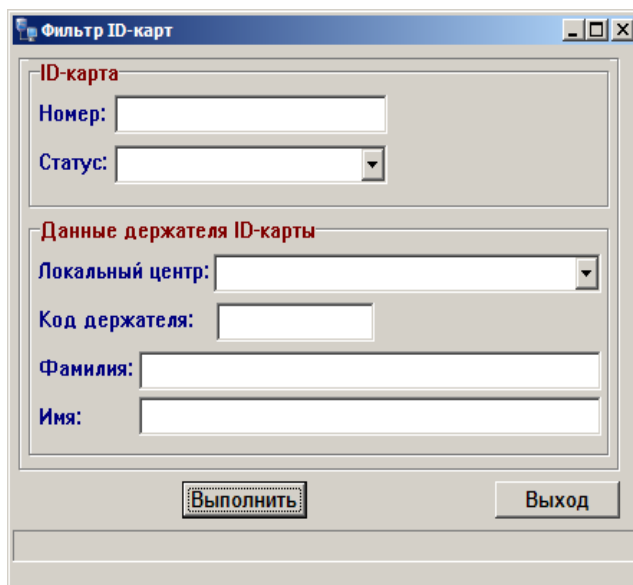 Фильтр ID-карт
ID-карта
Номер:
Статус:
Данные держателя ID-карты
Локальный центр:
Код держателя:
Фамилия:
Имя:
Выполнить Выход